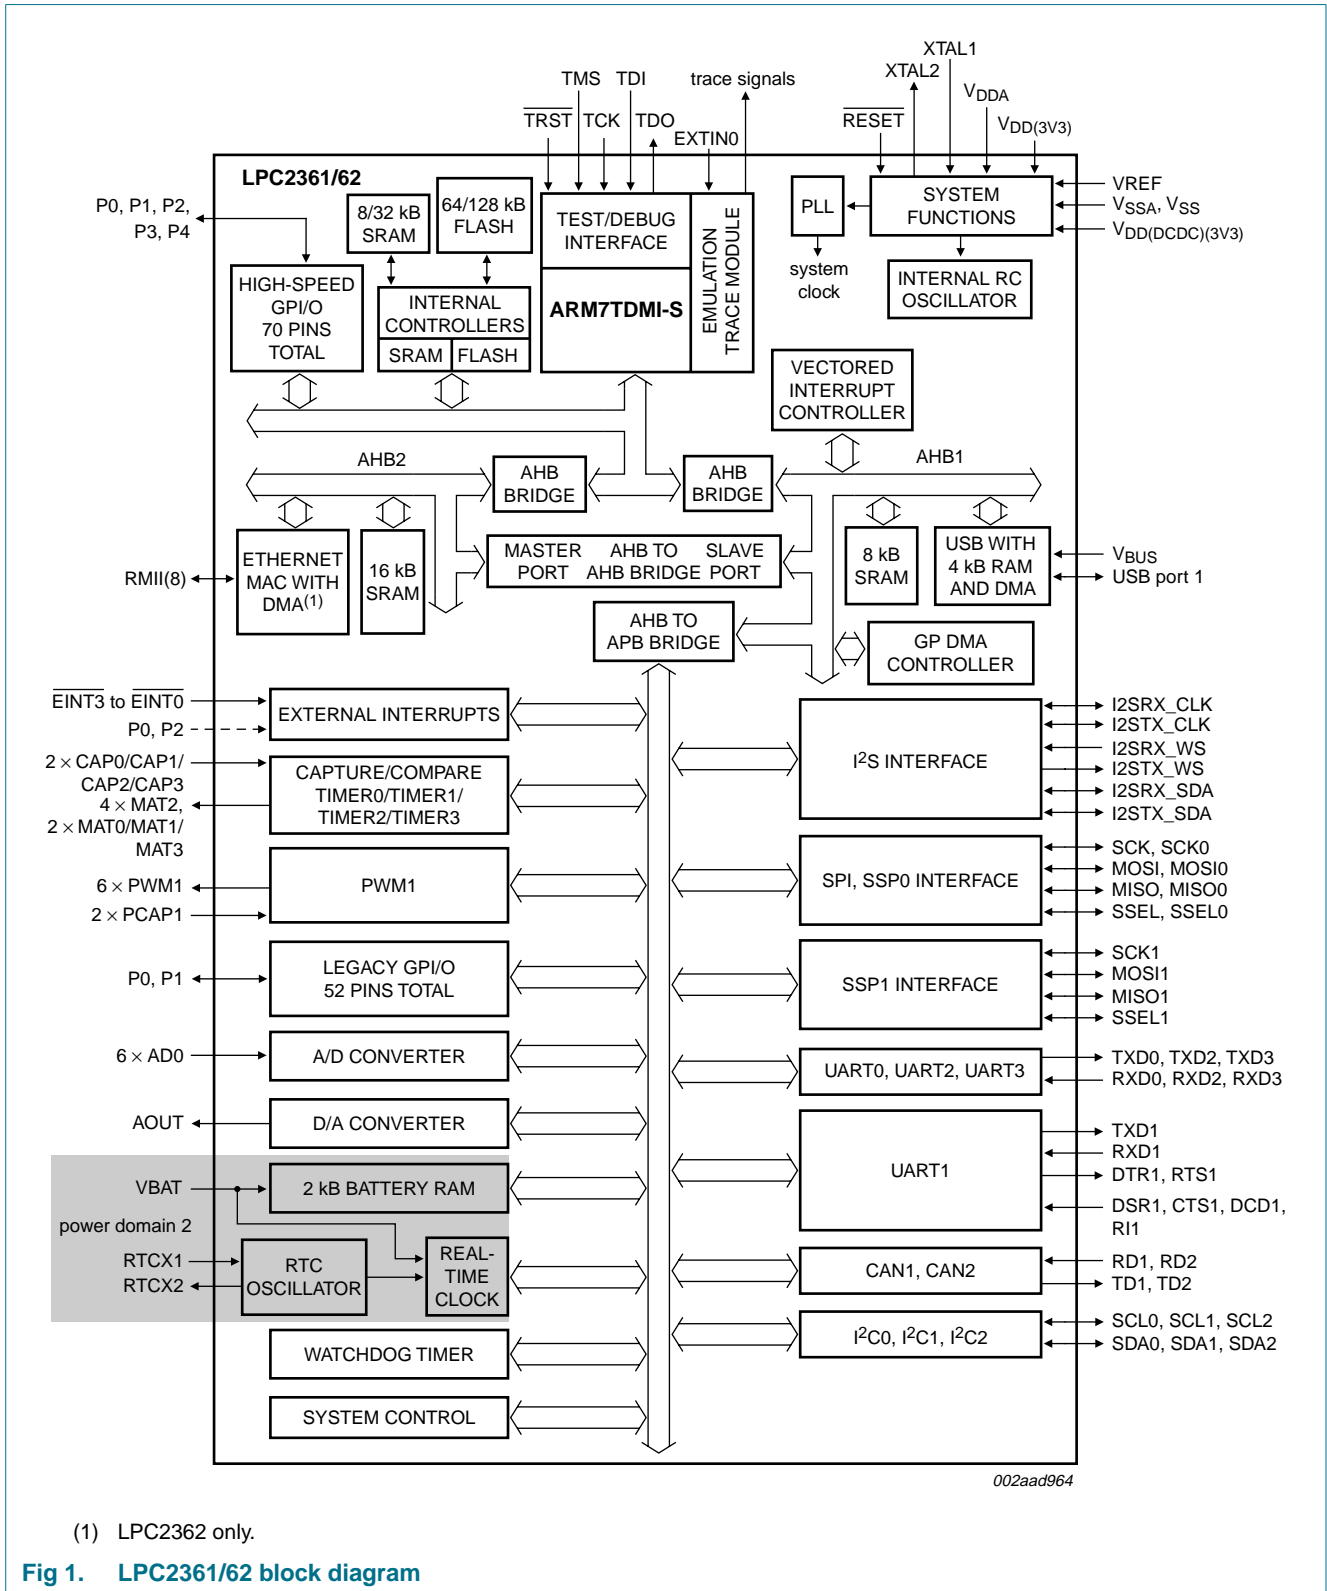 XTAL1
XTAL2
TMS TDI trace signals
VDDA
TRST TCK TDO
RESET
VDD(3V3)
EXTIN0
LPC2361/62
P0, P1, P2,
P3, P4
8/32 kB
SRAM
64/128 kB
FLASH
TEST/DEBUG
INTERFACE
EMULATION
TRACE MODULE
PLL
SYSTEM
FUNCTIONS
VREF
VSSA, VSS
VDD(DCDC)(3V3)
system
clock
INTERNAL RC
OSCILLATOR
HIGH-SPEED
GPI/O
70 PINS
TOTAL
INTERNAL
CONTROLLERS
SRAM FLASH
ARM7TDMI-S
VECTORED
INTERRUPT
CONTROLLER
AHB2
AHB
BRIDGE
AHB
BRIDGE
AHB1
ETHERNET
MAC WITH
DMA(1)
RMII(8)
16 kB
SRAM
MASTER AHB TO SLAVE
PORT AHB BRIDGE PORT
8 kB
SRAM
USB WITH
4 kB RAM
AND DMA
VBUS
USB port 1
AHB TO
APB BRIDGE
GP DMA
CONTROLLER
EINT3 to EINT0
P0, P2
EXTERNAL INTERRUPTS
2 × CAP0/CAP1/
CAP2/CAP3
4 × MAT2,
2 × MAT0/MAT1/
MAT3
CAPTURE/COMPARE
TIMER0/TIMER1/
TIMER2/TIMER3
I2S INTERFACE
I2SRX_CLK
I2STX_CLK
I2SRX_WS
I2STX_WS
I2SRX_SDA
I2STX_SDA
6 × PWM1
2 × PCAP1
PWM1
SPI, SSP0 INTERFACE
SCK, SCK0
MOSI, MOSI0
MISO, MISO0
SSEL, SSEL0
P0, P1
LEGACY GPI/O
52 PINS TOTAL
SSP1 INTERFACE
SCK1
MOSI1
MISO1
SSEL1
6 × AD0
A/D CONVERTER
UART0, UART2, UART3
TXD0, TXD2, TXD3
RXD0, RXD2, RXD3
AOUT
D/A CONVERTER
UART1
TXD1
RXD1
DTR1, RTS1
DSR1, CTS1, DCD1,
RI1
VBAT
2 kB BATTERY RAM
power domain 2
RTCX1
RTCX2
RTC
OSCILLATOR
REAL-
TIME
CLOCK
CAN1, CAN2
RD1, RD2
TD1, TD2
I2C0, I2C1, I2C2
SCL0, SCL1, SCL2
SDA0, SDA1, SDA2
WATCHDOG TIMER
SYSTEM CONTROL
002aad964
(1) LPC2362 only.
Fig 1. LPC2361/62 block diagram